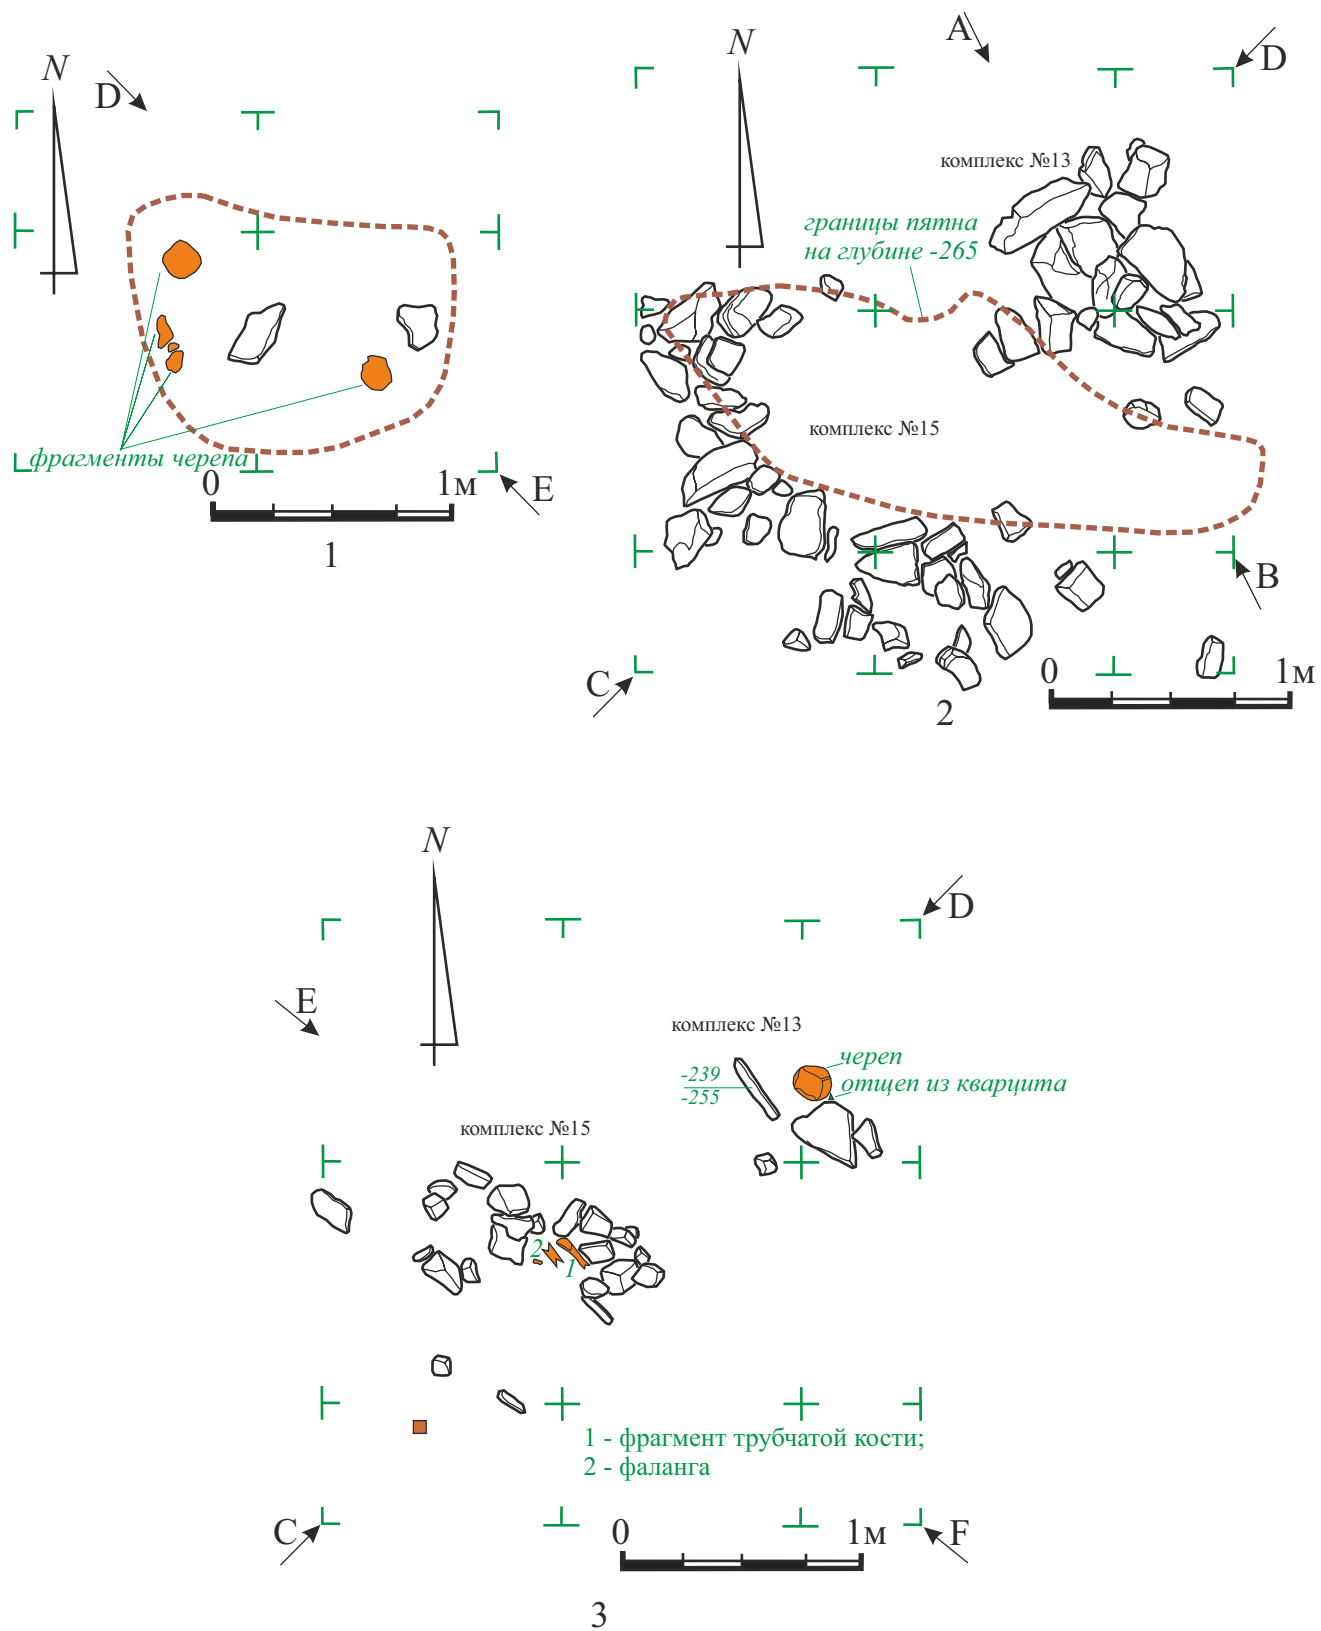 N
D
фрагменты черепа
0
1м
E
1
A
N
D
комплекс №13
границы пятна
на глубине -265
комплекс №15
B
C
0
1м
2
N
D
E
комплекс №13
череп
-239
-255
отщеп из кварцита
комплекс №15
2
1
1 - фрагмент трубчатой кости;
2 - фаланга
C
0
1м
F
3